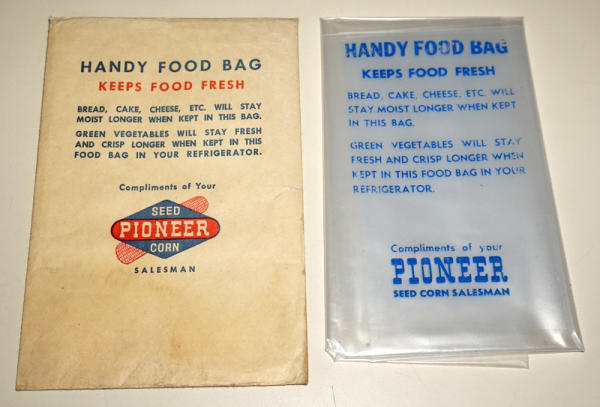 HANDY FOOD BAG
KEEPS FOOD FRESH
BREAD, CAKE, CHEESE, ETC. WILL STAY
MOIST LONGER WHEN KEPT IN THIS BAG.
GREEN VEGETABLES WILL STAY FRESH
AND CRISP LONGER WHEN KEPT IN THIS
FOOD BAG IN YOUR REFRIGERATOR.
Compliments of Your
SEED
PIONEER
CORN
SALESMAN
HANDY FOOD BAG
KEEPS FOOD FRESH
BREAD, CAKE, CHEESE, ETC. WILL
STAY MOIST LONGER WHEN KEPT
IN THIS BAG.
GREEN VEGETABLES WILL STAY
FRESH AND CRISP LONGER WHEN
KEPT IN THIS FOOD BAG IN YOUR
REFRIGERATOR.
Compliments of your
PIONEER
SEED CORN SALESMAN